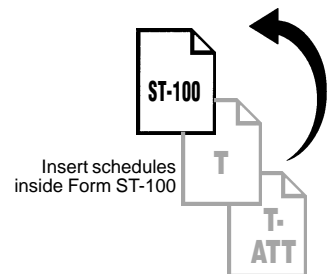 ST-100
T
Insert schedules
inside Form ST-100
T-
ATT